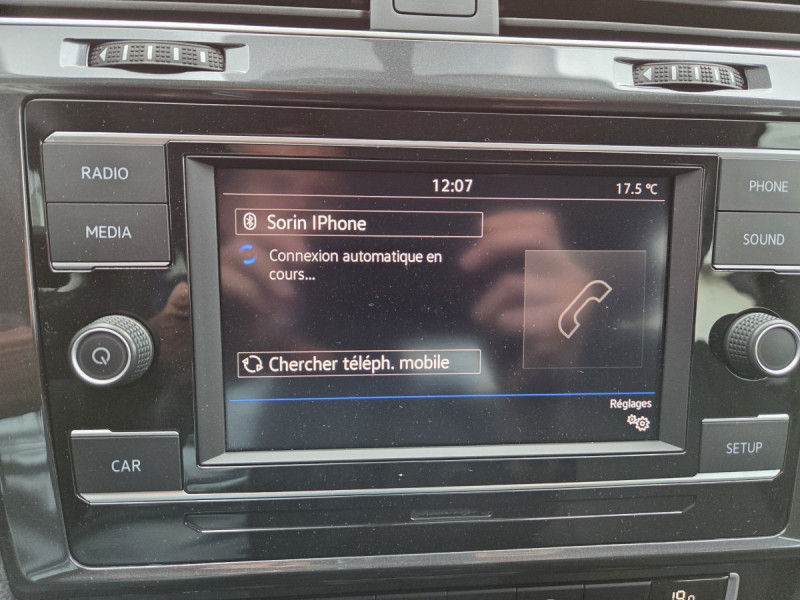 12:07
17.5 °C
RADIO
MEDIA
CAR
Sorin IPhone
Connexion automatique en
cours...
Chercher téléph. mobile
Réglages
PHONE
SOUND
SETUP